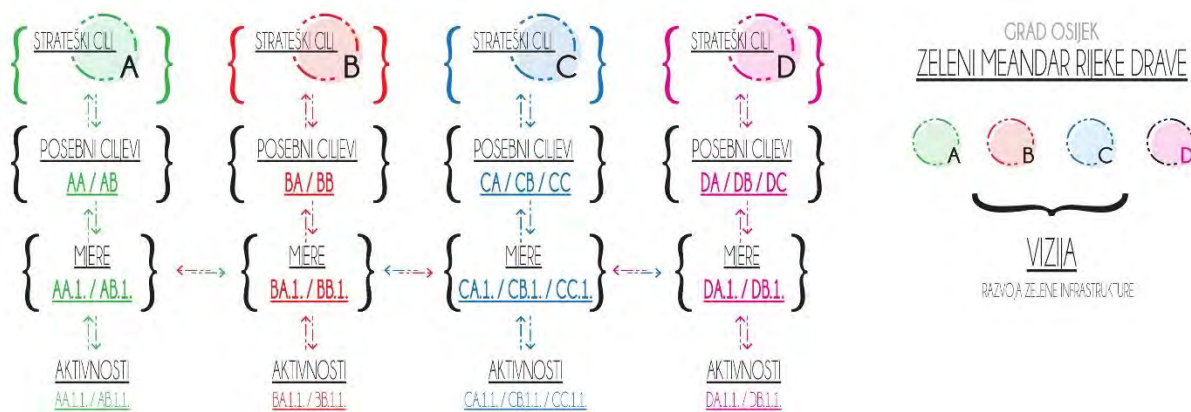 STRATEŠKI CILJ
A
POSEBNI CILJEVI
AA / AB
MJERE
AA.1. / AB.1.
AKTIVNOSTI
AA.1.1. / AB.1.1.
STRATEŠKI CILJ
B
POSEBNI CILJEVI
BA / BB
MJERE
BA.1. / BB.1.
AKTIVNOSTI
BA.1.1. / BB.1.1.
STRATEŠKI CILJ
C
POSEBNI CILJEVI
CA / CB / CC
MJERE
CA.1. / CB.1. / CC.1.
AKTIVNOSTI
CA.1.1. / CB.1.1. / CC.1.1.
STRATEŠKI CILJ
D
POSEBNI CILJEVI
DA / DB / DC
MJERE
DA.1. / DB.1.
AKTIVNOSTI
DA.1.1. / DB.1.1.
GRAD OSIJEK
ZELENI MEANDAR RIJEKE DRAVE
A B C D
VIZIJA
RAZVOJA ZELENE INFRASTRUKTURE